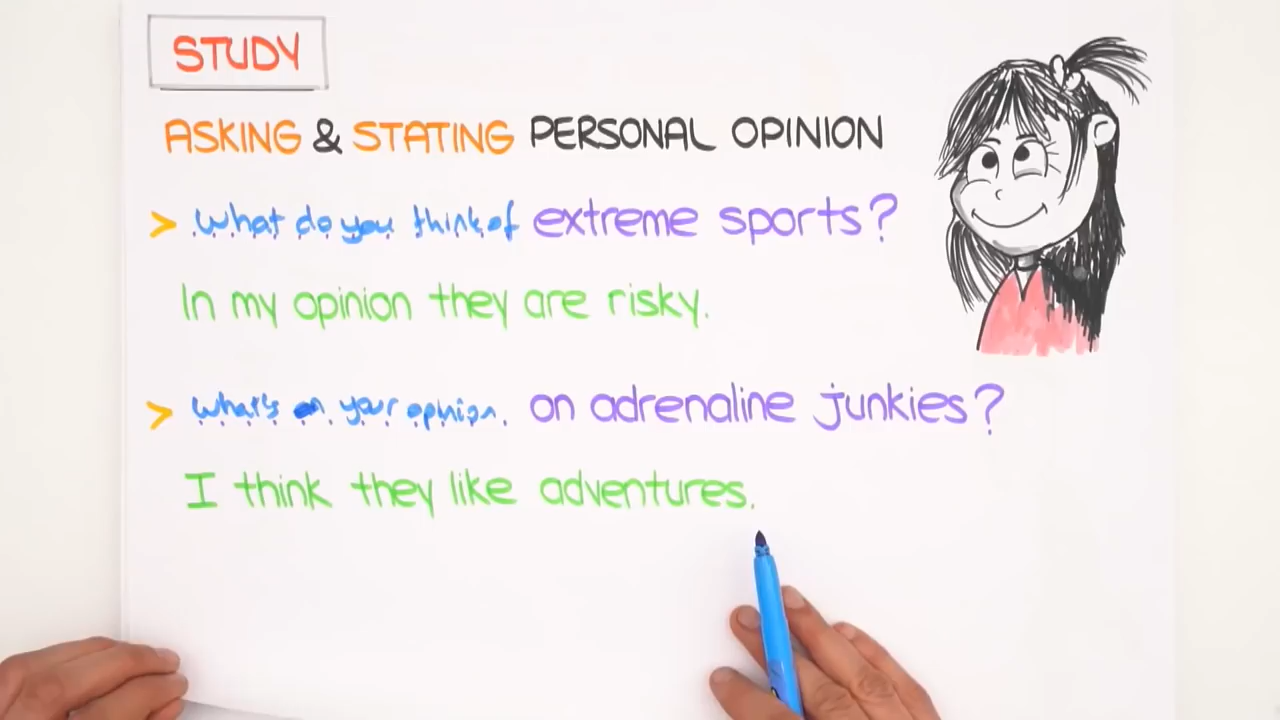 STUDY
ASKING & STATING PERSONAL OPINION
> What do you think of extreme sports?
In my opinion they are risky.
> What's your opinion on adrenaline junkies?
I think they like adventures.